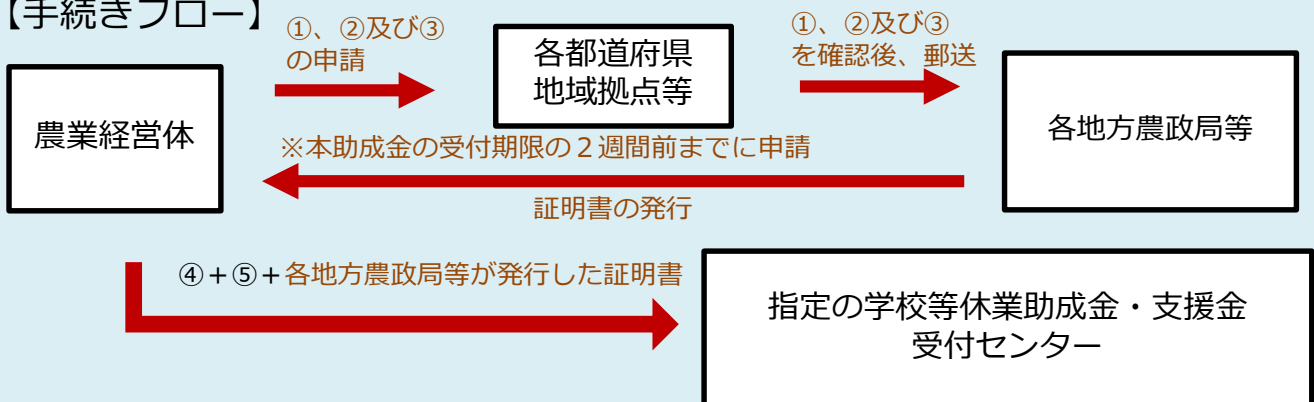 【手続きフロー】
①、②及び③
の申請
各都道府県
地域拠点等
①、②及び③
を確認後、郵送
農業経営体
各地方農政局等
※本助成金の受付期限の２週間前までに申請
証明書の発行
④＋⑤＋各地方農政局等が発行した証明書
指定の学校等休業助成金・支援金
受付センター